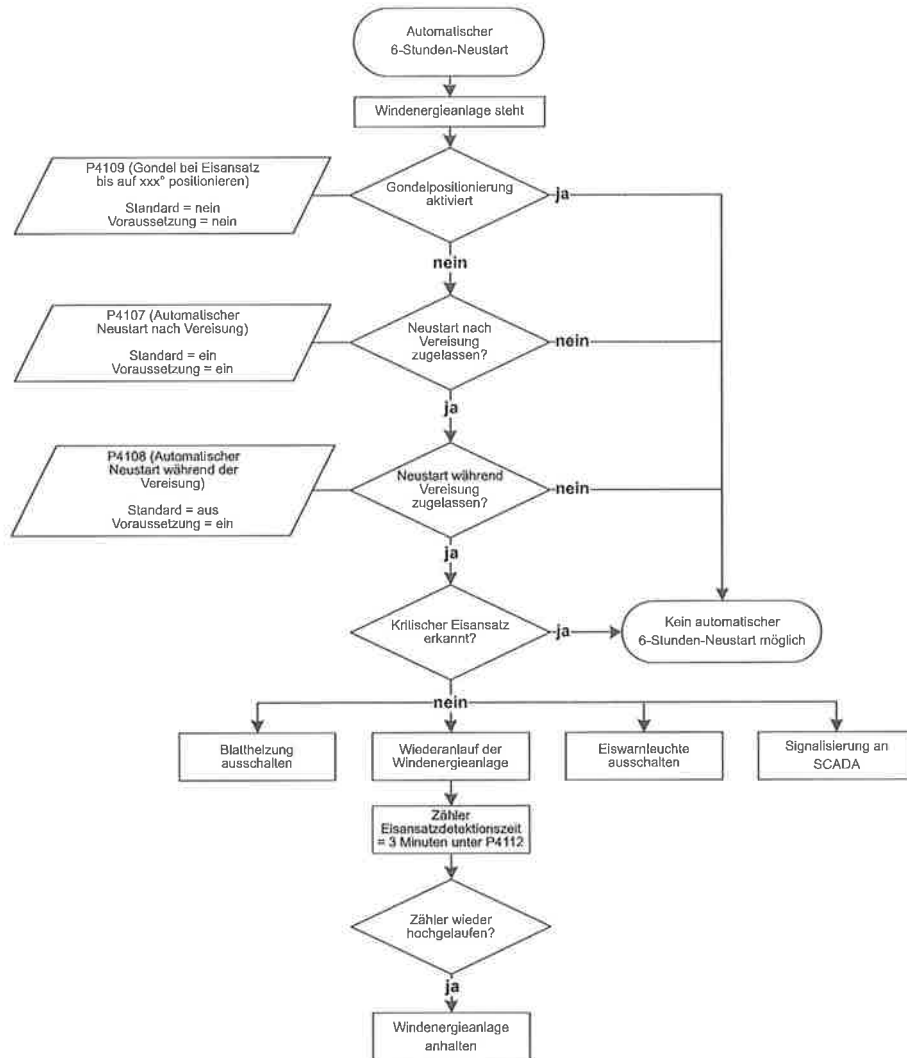 Automatischer
6-Stunden-Neustart
Windenergieanlage steht
P4109 (Gondel bei Eisansatz
bis auf xxx° positionieren)
Standard = nein
Voraussetzung = nein
Gondelpositionierung
aktiviert
ja
nein
P4107 (Automatischer
Neustart nach Vereisung)
Standard = ein
Voraussetzung = ein
Neustart nach
Vereisung
zugelassen?
nein
ja
P4108 (Automatischer
Neustart während der
Vereisung)
Standard = aus
Voraussetzung = ein
Neustart während
Vereisung
zugelassen?
nein
ja
Kritischer Eisansatz
erkannt?
ja
Kein automatischer
6-Stunden-Neustart möglich
nein
Blattheizung
ausschalten
Wiederanlauf der
Windenergieanlage
Eiswarnleuchte
ausschalten
Signalisierung an
SCADA
Zähler
Eisansatzdetektionszeit
= 3 Minuten unter P4112
Zähler wieder
hochgelaufen?
ja
Windenergieanlage
anhalten